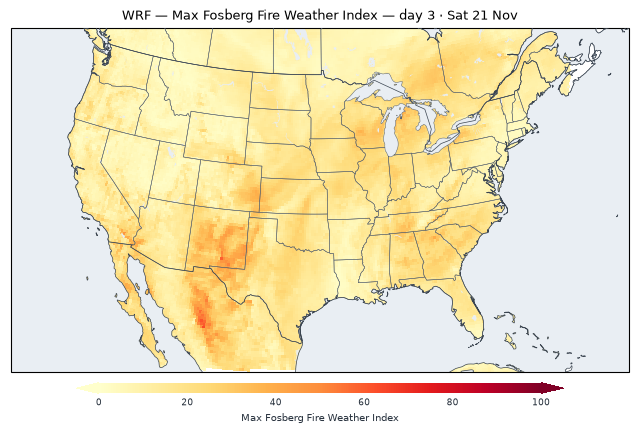 WRF — Max Fosberg Fire Weather Index — day 3 · Sat 21 Nov
0 20 40 60 80 100
Max Fosberg Fire Weather Index